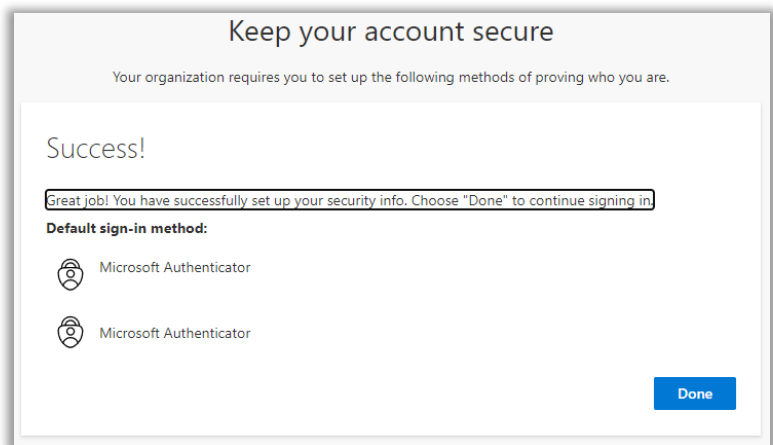 Keep your account secure
Your organization requires you to set up the following methods of proving who you are.
Success!
Great job! You have successfully set up your security info. Choose "Done" to continue signing in.
Default sign-in method:
Microsoft Authenticator
Microsoft Authenticator
Done